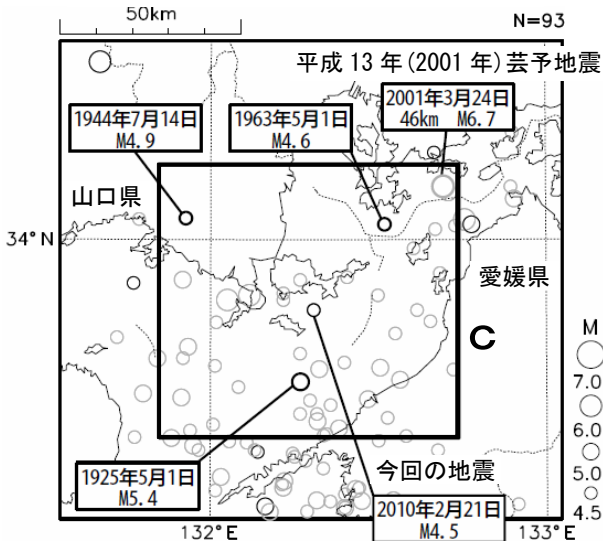 50km
N=93
平成13年(2001年)芸予地震
2001年3月24日
46km M6.7
1944年7月14日
M4.9
1963年5月1日
M4.6
山口県
34°N
愛媛県
C
M
7.0
6.0
5.0
4.5
今回の地震
1925年5月1日
M5.4
2010年2月21日
M4.5
132°E
133°E